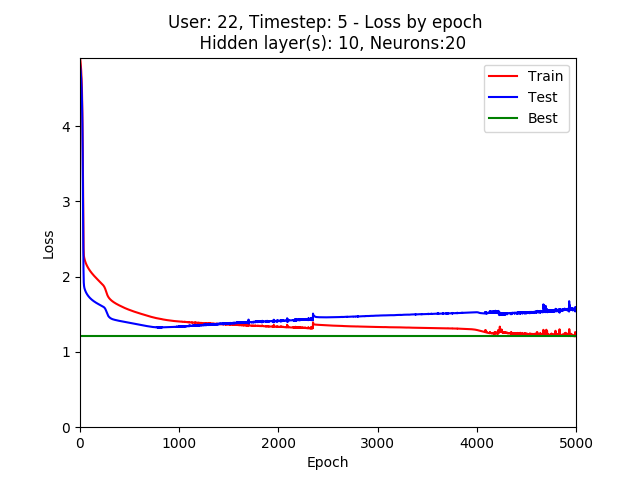 User: 22, Timestep: 5 - Loss by epoch
Hidden layer(s): 10, Neurons:20
Train
Test
Best
4
3
2
1
0
Loss
0 1000 2000 3000 4000 5000
Epoch